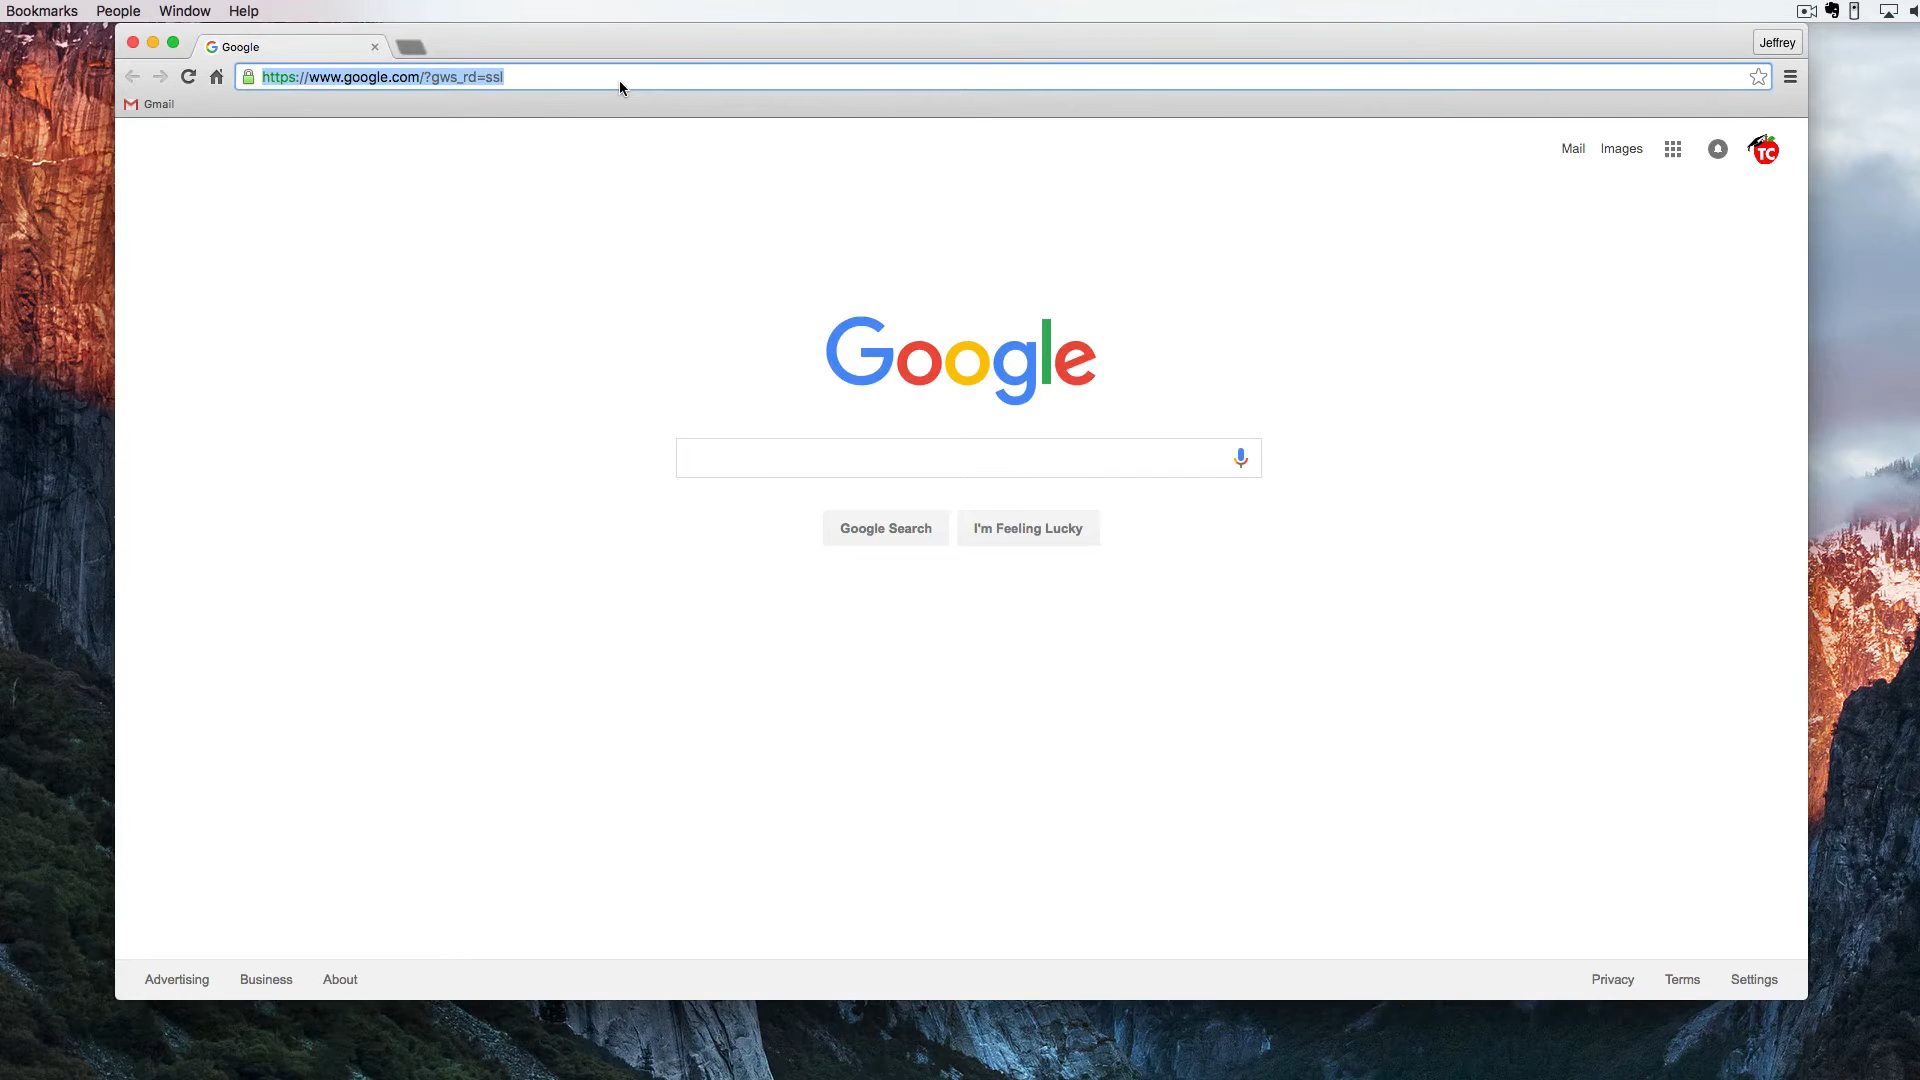 Bookmarks People Window Help
Google
Jeffrey
https://www.google.com/?gws_rd=ssl
Gmail
Mail Images
TC
Google
Google Search I'm Feeling Lucky
Advertising Business About Privacy Terms Settings